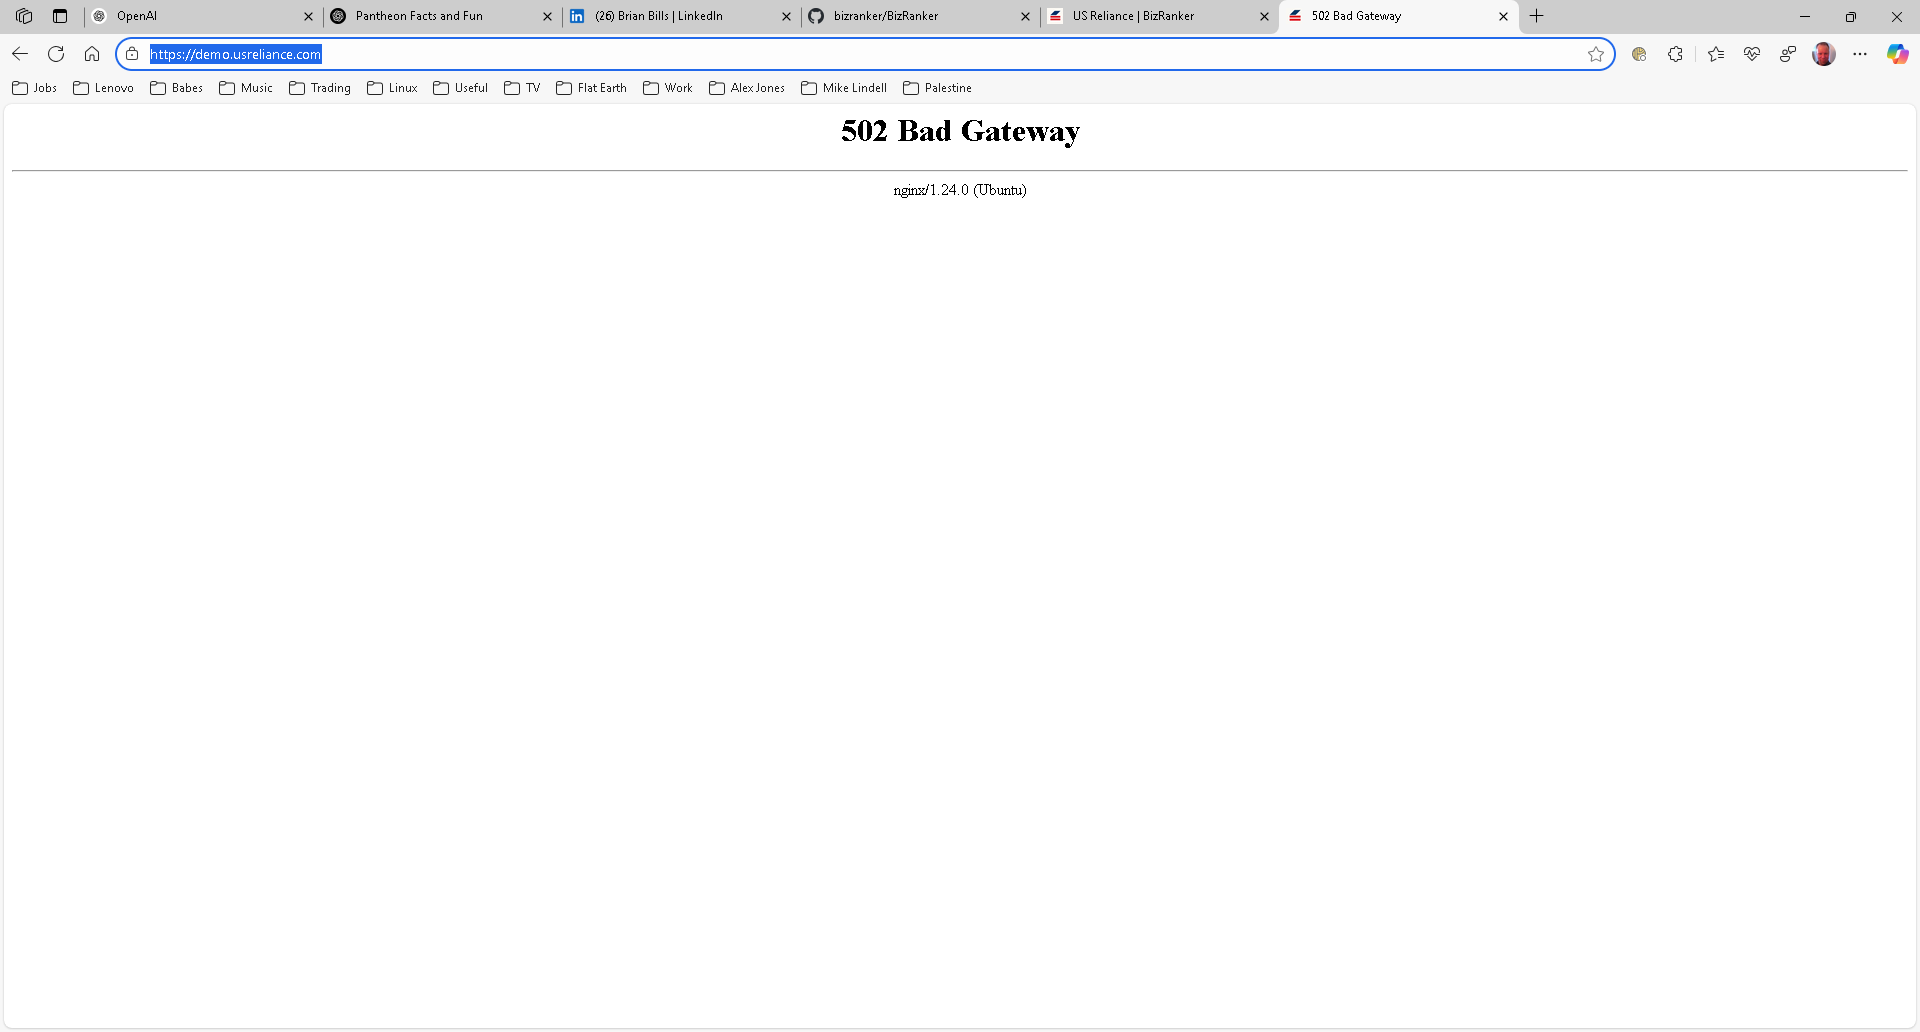 OpenAI
Pantheon Facts and Fun
(26) Brian Bills | LinkedIn
bizranker/BizRanker
US Reliance | BizRanker
502 Bad Gateway
https://demo.usreliance.com
Jobs
Lenovo
Babes
Music
Trading
Linux
Useful
TV
Flat Earth
Work
Alex Jones
Mike Lindell
Palestine
502 Bad Gateway
nginx/1.24.0 (Ubuntu)